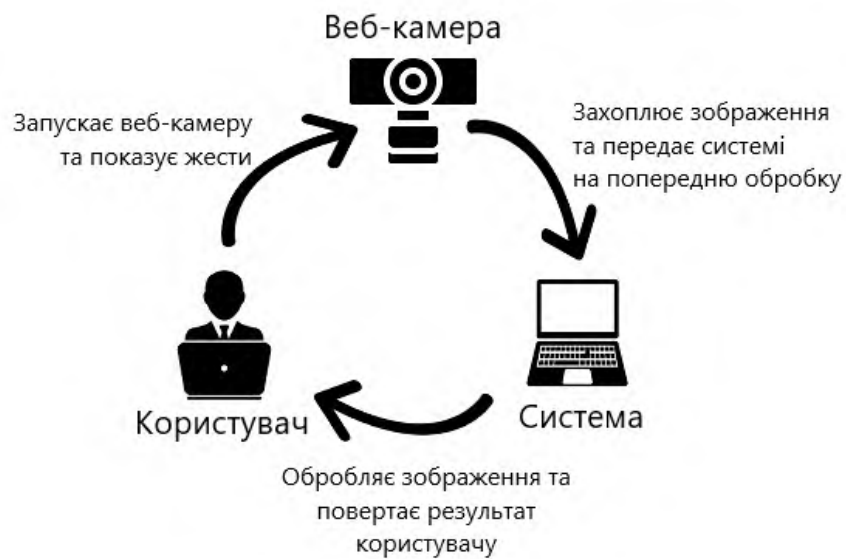 Веб-камера
Запускає веб-камеру
та показує жести
Захоплює зображення
та передає системі
на попередню обробку
Користувач
Система
Обробляє зображення та
повертає результат
користувачу